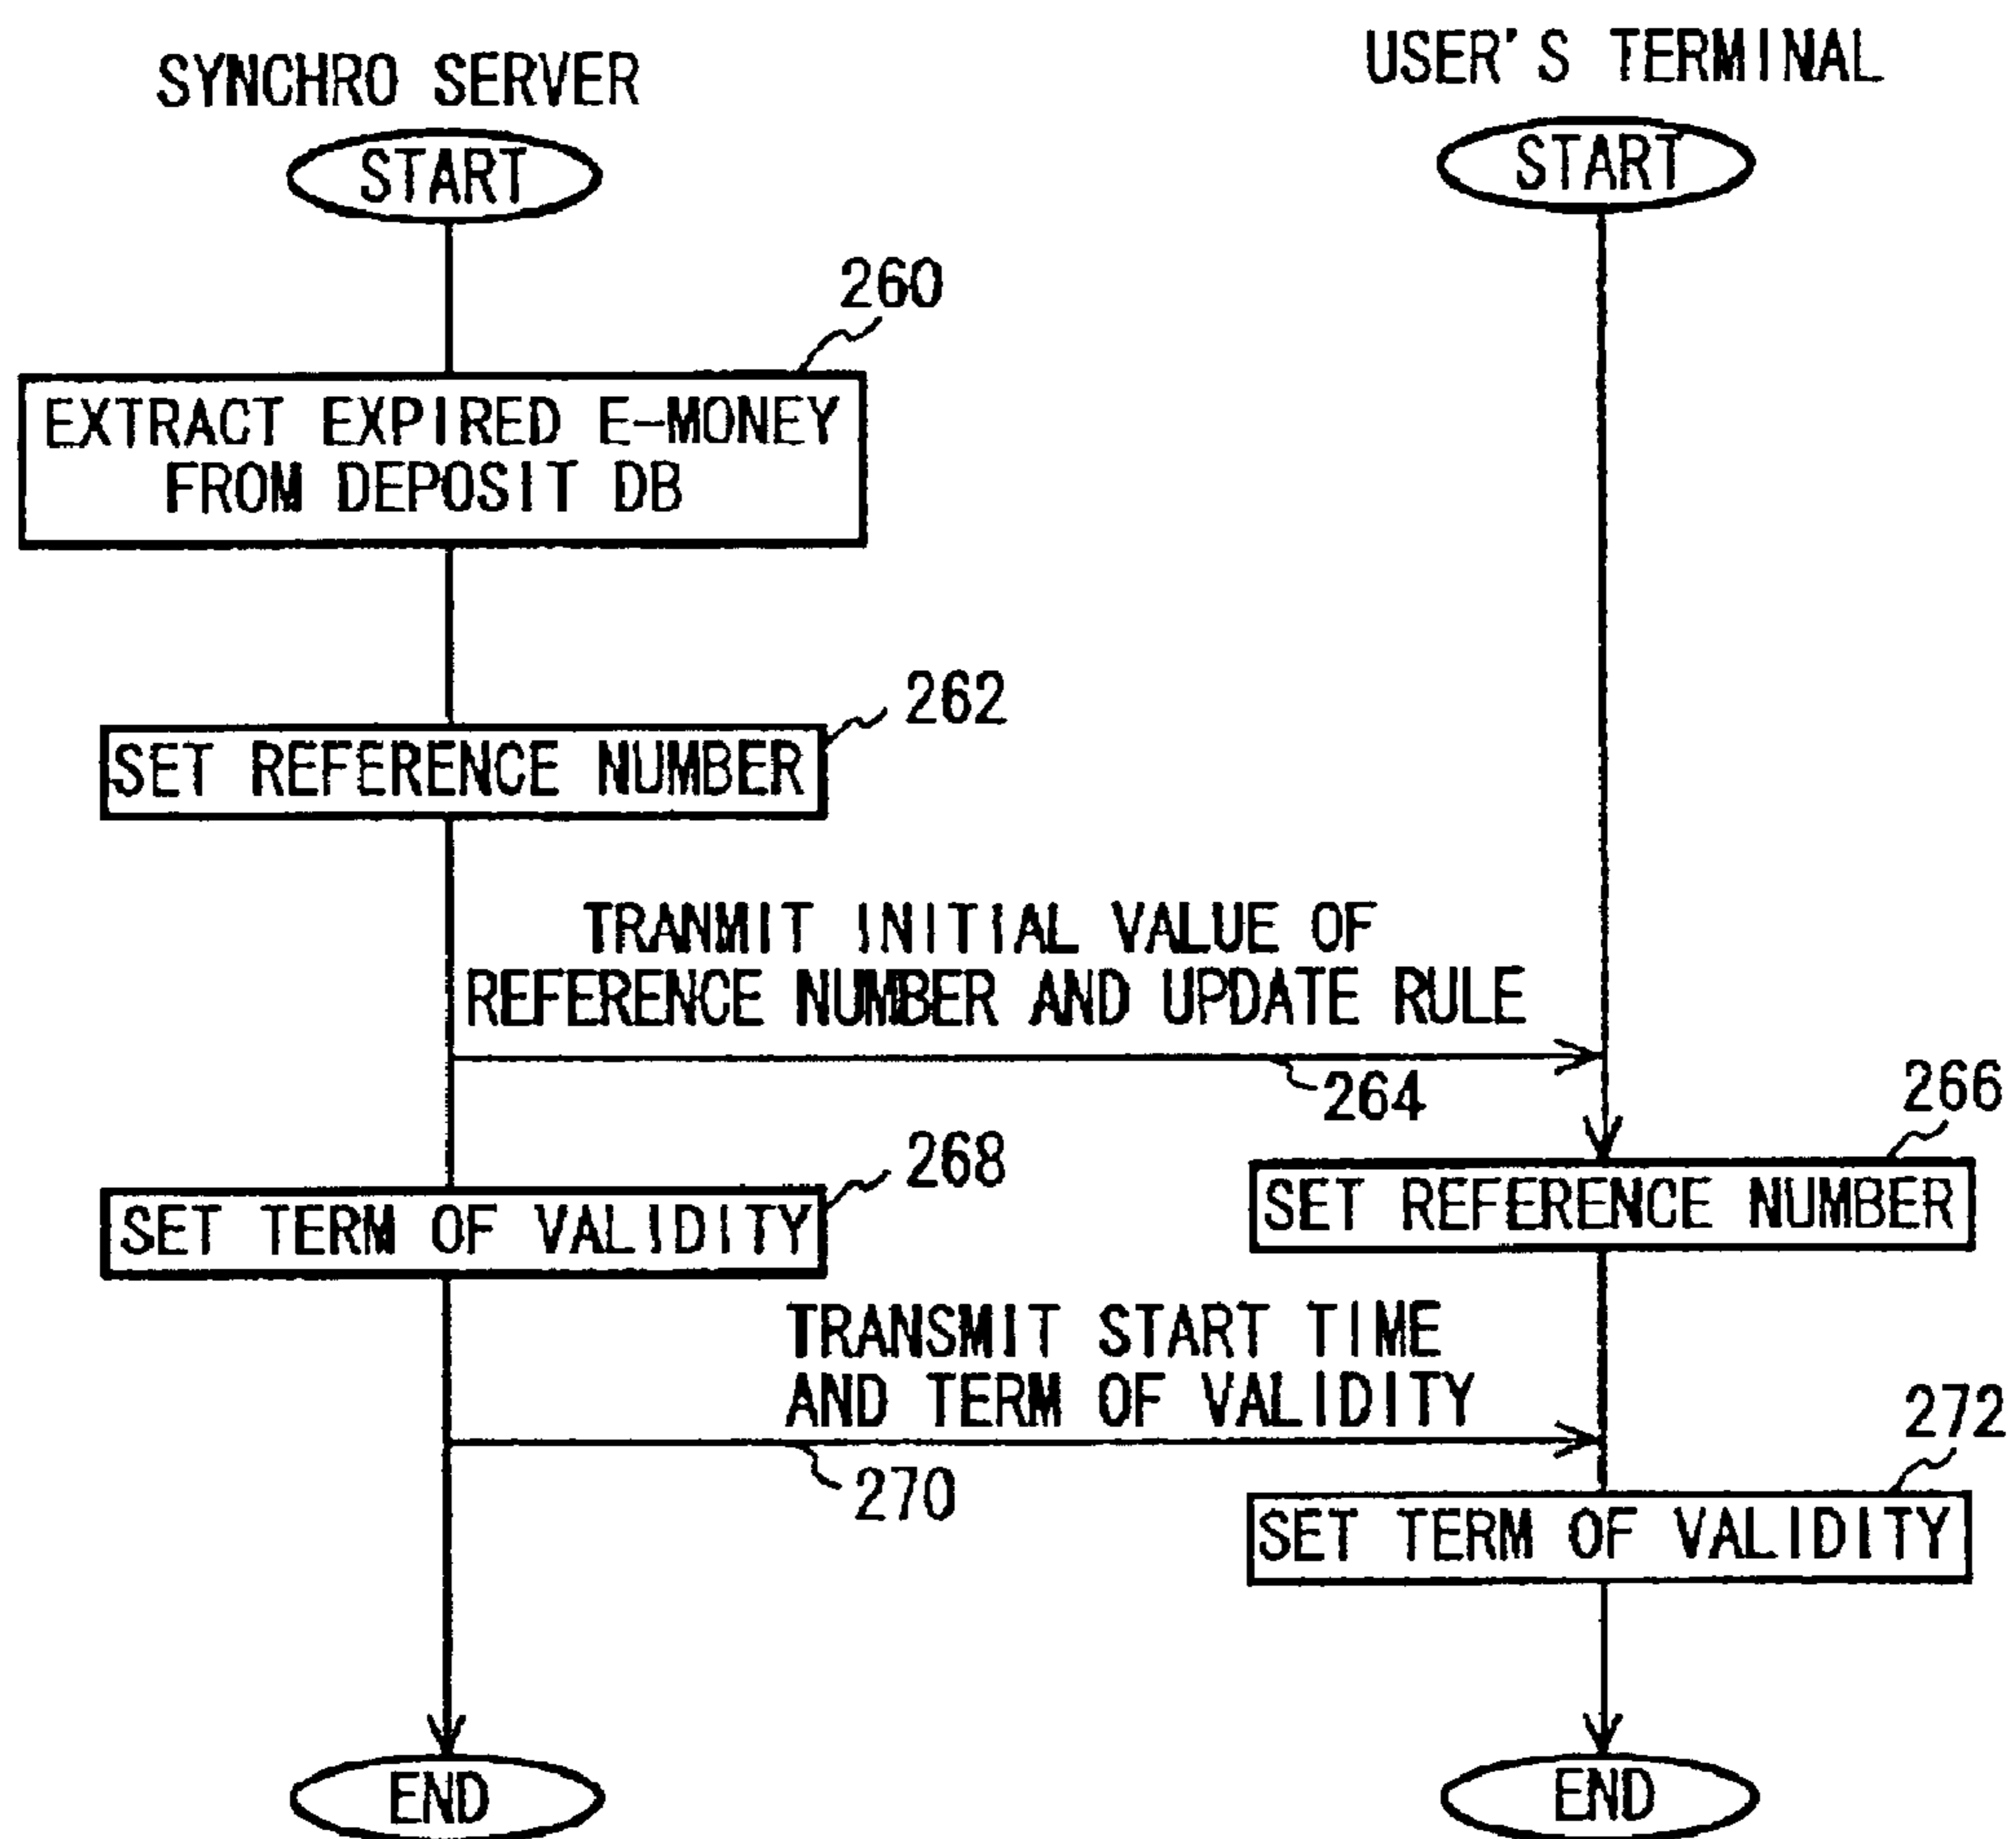 SYNCHRO SERVER
USER'S TERMINAL
START
START
260
EXTRACT EXPIRED E-MONEY
FROM DEPOSIT DB
262
SET REFERENCE NUMBER
TRANMIT INITIAL VALUE OF
REFERENCE NUMBER AND UPDATE RULE
264
266
268
SET REFERENCE NUMBER
SET TERM OF VALIDITY
TRANSMIT START TIME
AND TERM OF VALIDITY
270
272
SET TERM OF VALIDITY
END
END